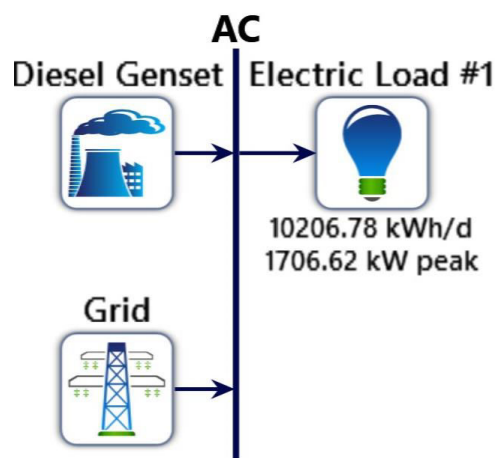 AC
Diesel Genset
Electric Load #1
10206.78 kWh/d
1706.62 kW peak
Grid